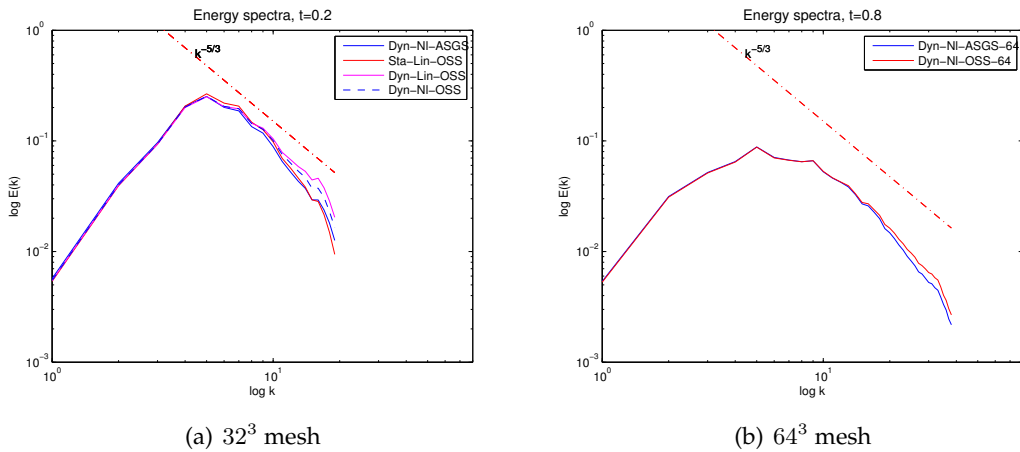 Energy spectra, t=0.2
10^0
10^-1
10^-2
10^-3
log E(k)
k^-5/3
Dyn-Nl-ASGS
Sta-Lin-OSS
Dyn-Lin-OSS
Dyn-Nl-OSS
10^0
10^1
log k
(a) 32^3 mesh
Energy spectra, t=0.8
10^0
10^-1
10^-2
10^-3
log E(k)
k^-5/3
Dyn-Nl-ASGS-64
Dyn-Nl-OSS-64
10^0
10^1
log k
(b) 64^3 mesh